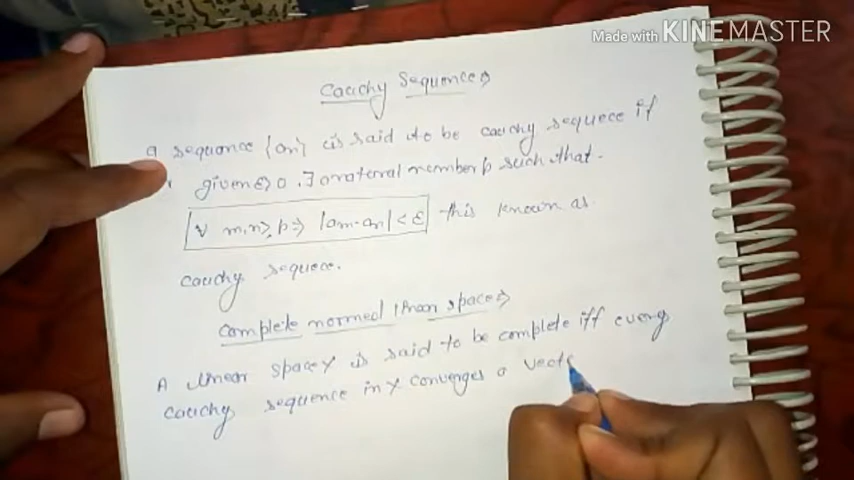 Made with KINEMASTER
Cauchy Sequence⇒
A sequence {an} is said to be cauchy sequece if
given ε>0 . ∃ a nateral member p such that.
∀ m,n≥p ⇒ |am-an| < ε this known as
cauchy sequece.
Complete normed linear space⇒
A linear space X is said to be complete iff every
cauchy sequence in X converges a vect